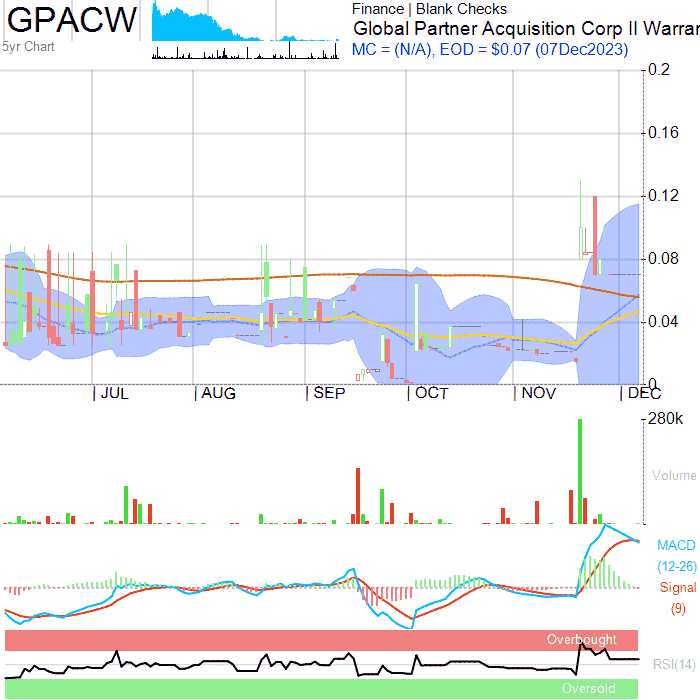 GPACW
5yr Chart
Finance | Blank Checks
Global Partner Acquisition Corp II Warran
MC = (N/A), EOD = $0.07 (07Dec2023)
0.2
0.16
0.12
0.08
0.04
0
JUL AUG SEP OCT NOV DEC
280k
Volume
MACD
(12-26)
Signal
(9)
Overbought
RSI(14)
Oversold